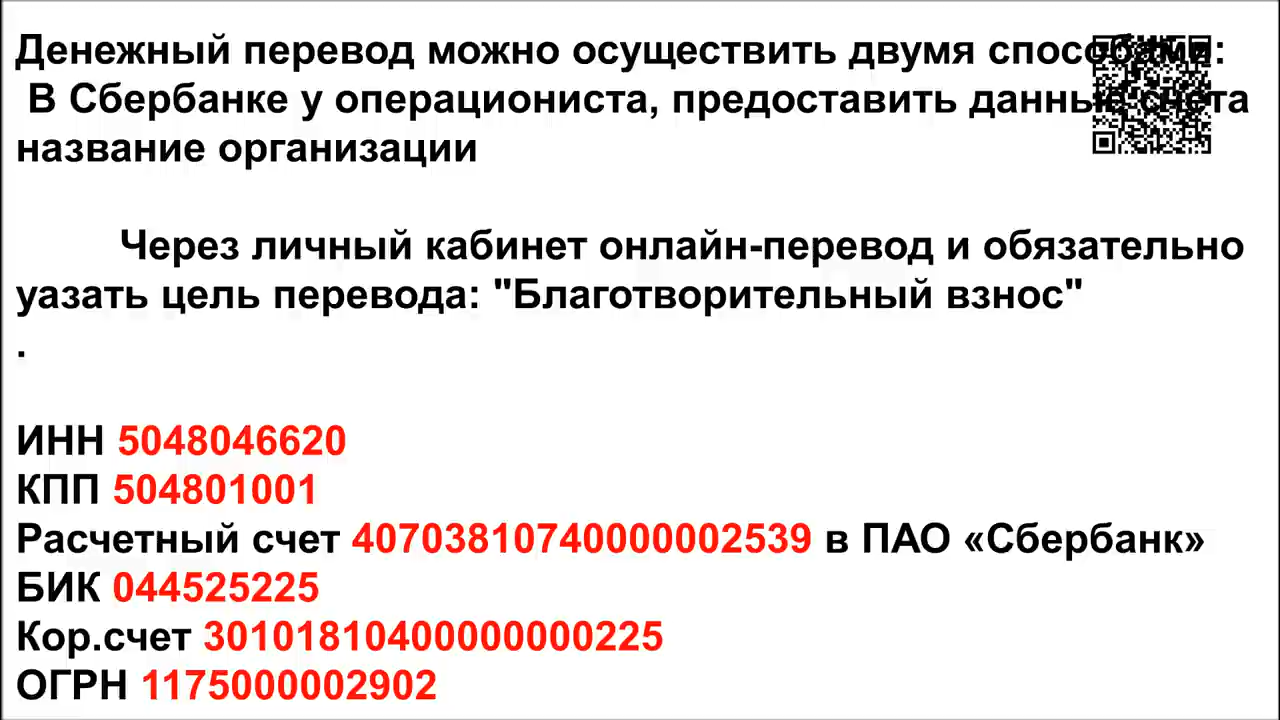 Денежный перевод можно осуществить двумя способами:
В Сбербанке у операциониста, предоставить данные счета
название организации
Через личный кабинет онлайн-перевод и обязательно
уазать цель перевода: "Благотворительный взнос"
.
ИНН 5048046620
КПП 504801001
Расчетный счет 40703810740000002539 в ПАО «Сбербанк»
БИК 044525225
Кор.счет 30101810400000000225
ОГРН 1175000002902